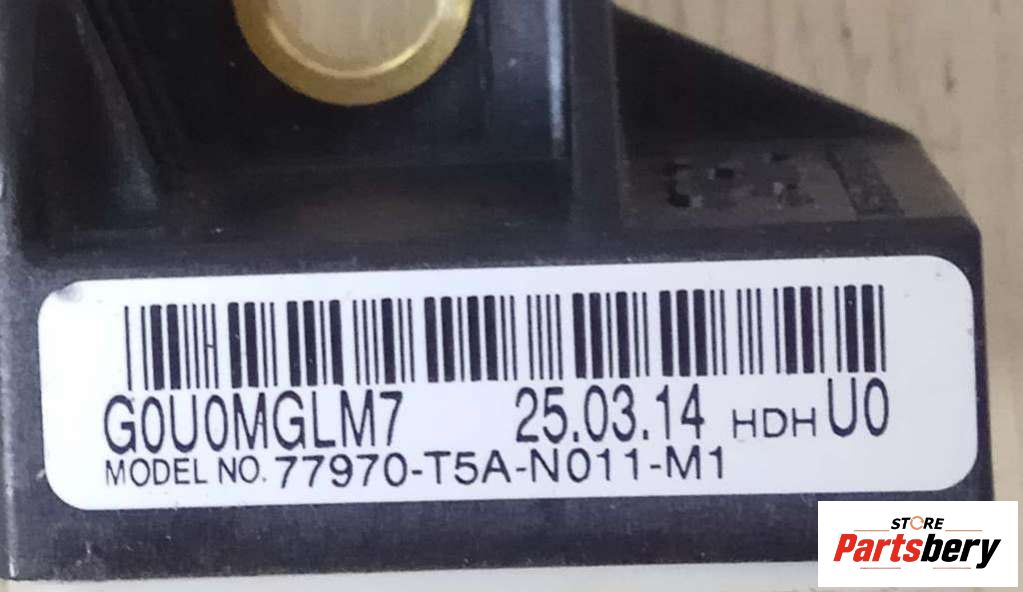 G0U0MGLM7 25.03.14 HDH U0
MODEL NO. 77970-T5A-N011-M1
STORE
Partsbery